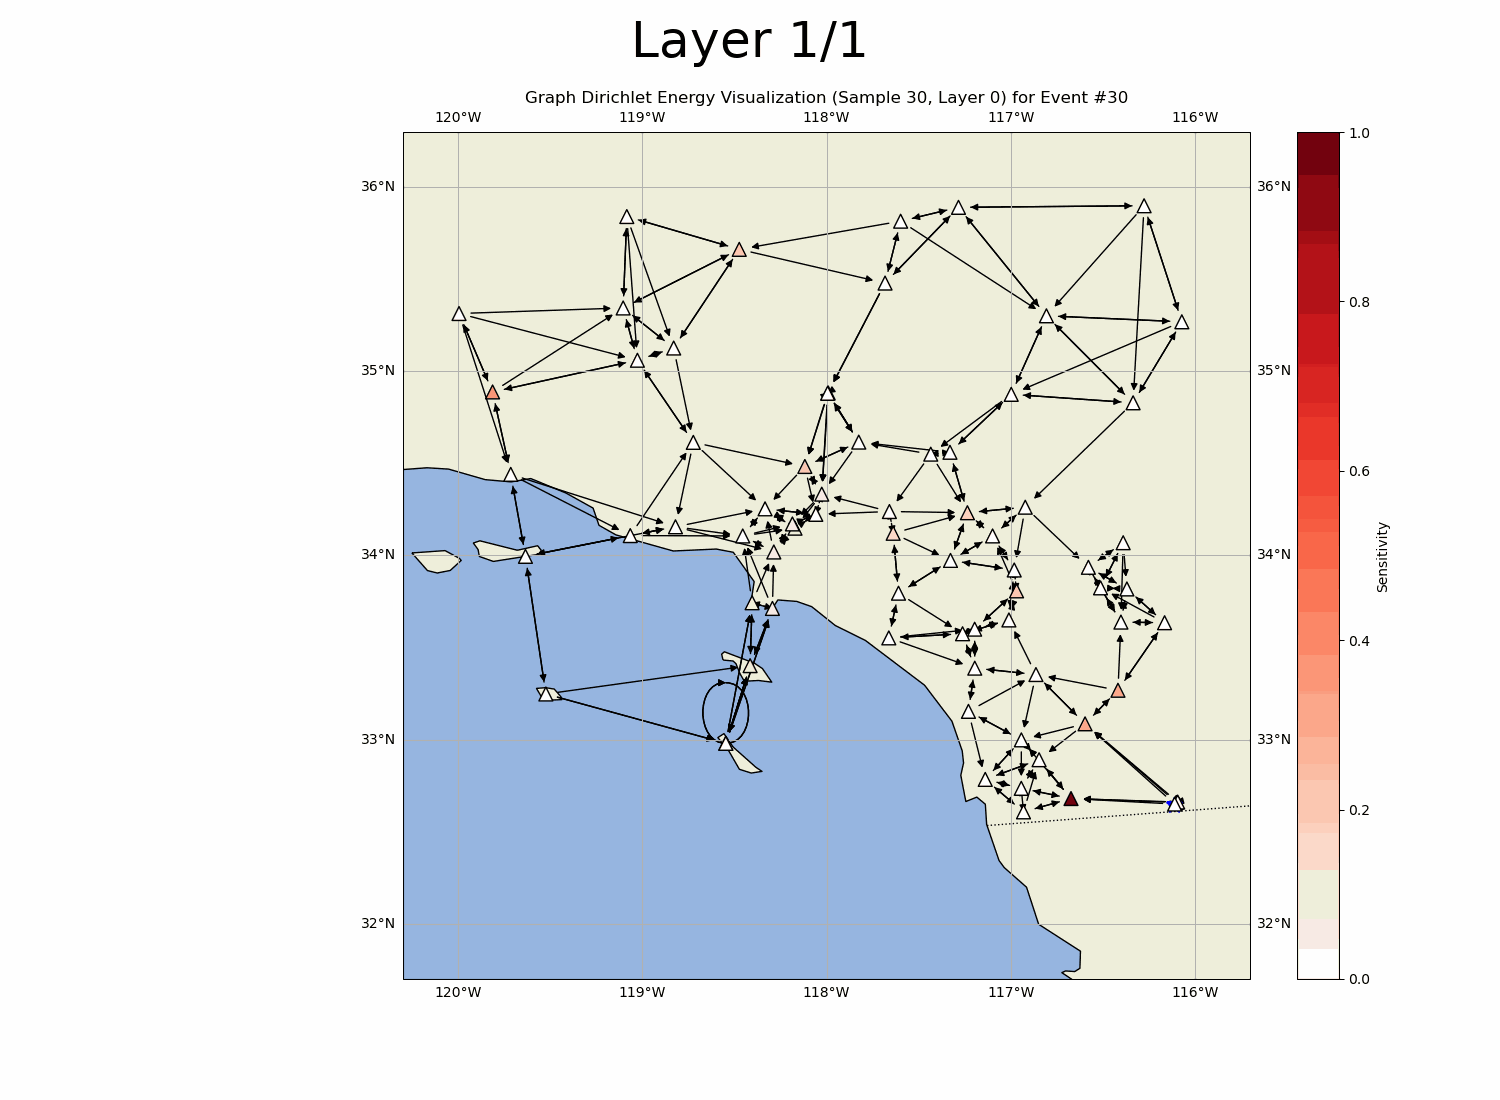 Layer 1/1
Graph Dirichlet Energy Visualization (Sample 30, Layer 0) for Event #30
120°W 119°W 118°W 117°W 116°W
36°N 36°N
35°N 35°N
34°N 34°N
33°N 33°N
32°N 32°N
120°W 119°W 118°W 117°W 116°W
1.0
0.8
0.6
0.4
0.2
0.0
Sensitivity